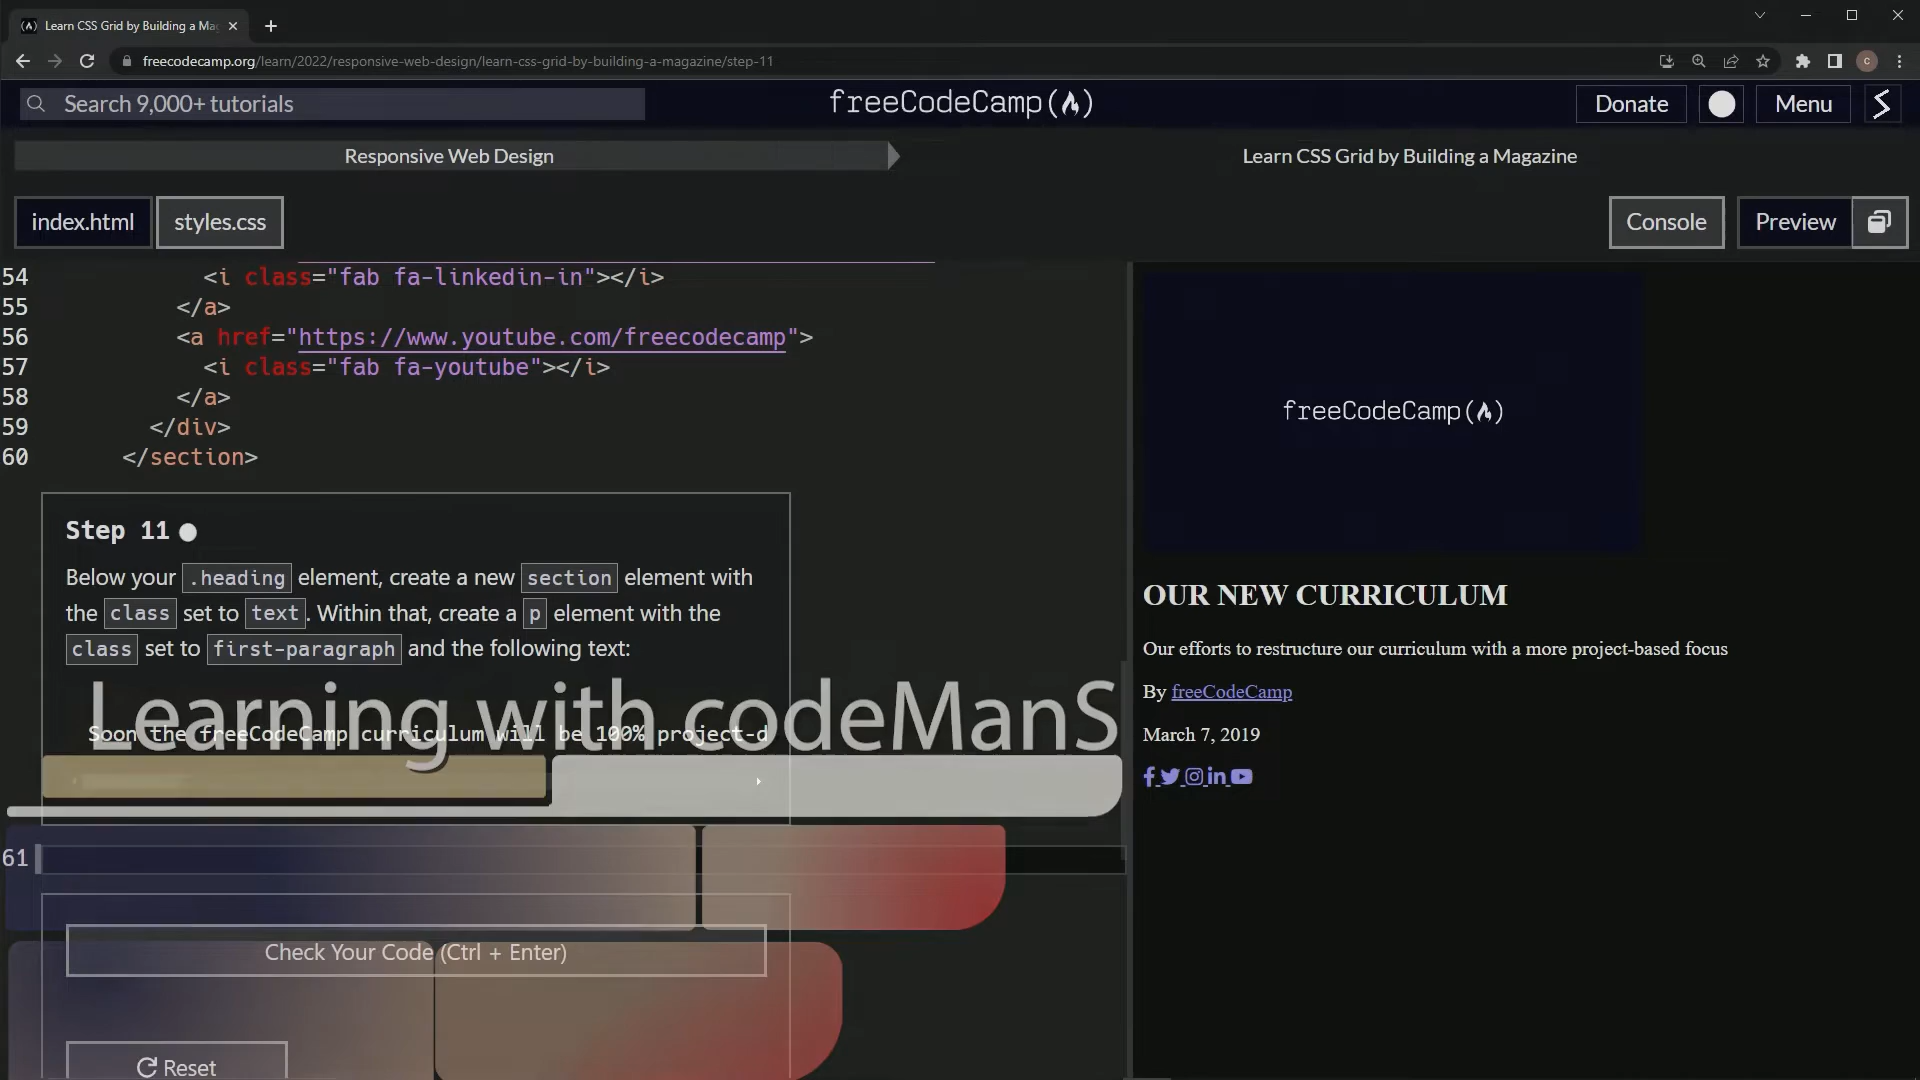 Learn CSS Grid by Building a Ma
freecodecamp.org/learn/2022/responsive-web-design/learn-css-grid-by-building-a-magazine/step-11
C
Search 9,000+ tutorials
freeCodeCamp
Donate
Menu
Responsive Web Design
Learn CSS Grid by Building a Magazine
index.html
styles.css
Console
Preview
54 <i class="fab fa-linkedin-in"></i>
55 </a>
56 <a href="https://www.youtube.com/freecodecamp">
57 <i class="fab fa-youtube"></i>
58 </a>
59 </div>
60 </section>
Step 11
Below your .heading element, create a new section element with
the class set to text. Within that, create a p element with the
class set to first-paragraph and the following text:
Learning with codeManS
Soon the freeCodeCamp curriculum will be 100% project-d
61
Check Your Code (Ctrl + Enter)
Reset
freeCodeCamp
OUR NEW CURRICULUM
Our efforts to restructure our curriculum with a more project-based focus
By freeCodeCamp
March 7, 2019